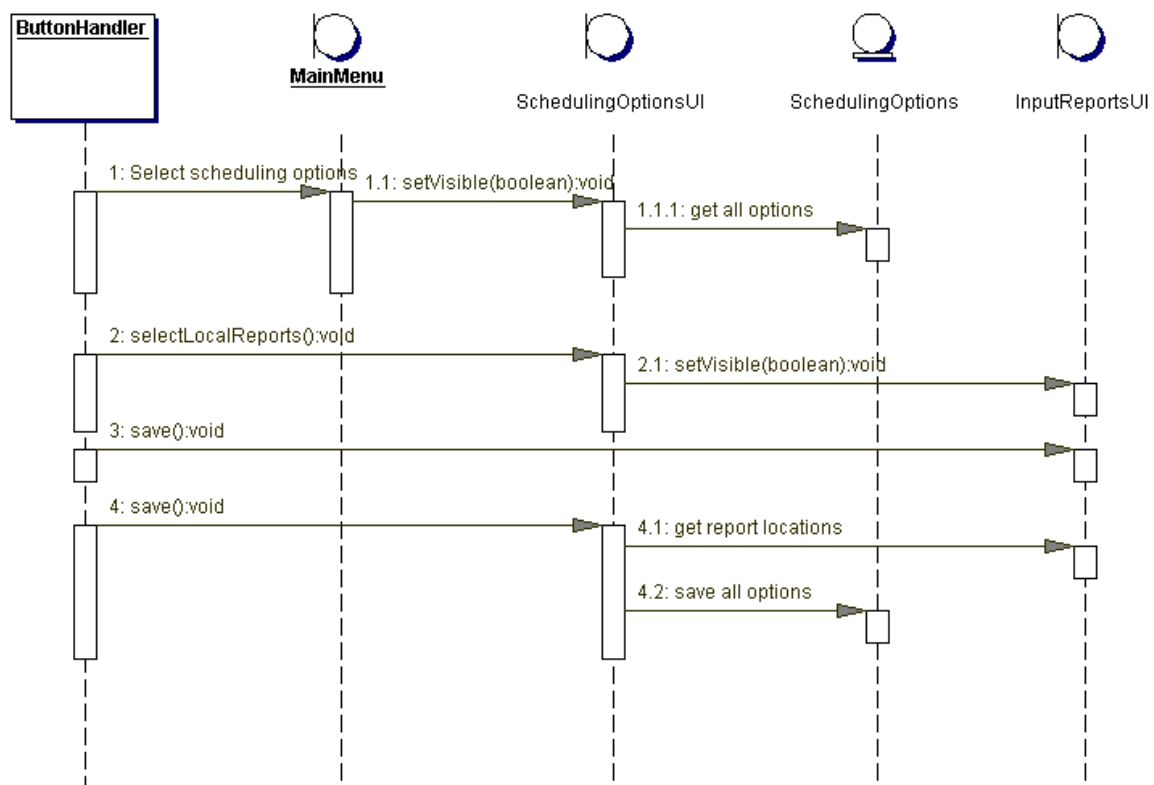 ButtonHandler
MainMenu
SchedulingOptionsUI
SchedulingOptions
InputReportsUI
1: Select scheduling options
1.1: setVisible(boolean):void
1.1.1: get all options
2: selectLocalReports():void
2.1: setVisible(boolean):void
3: save():void
4: save():void
4.1: get report locations
4.2: save all options